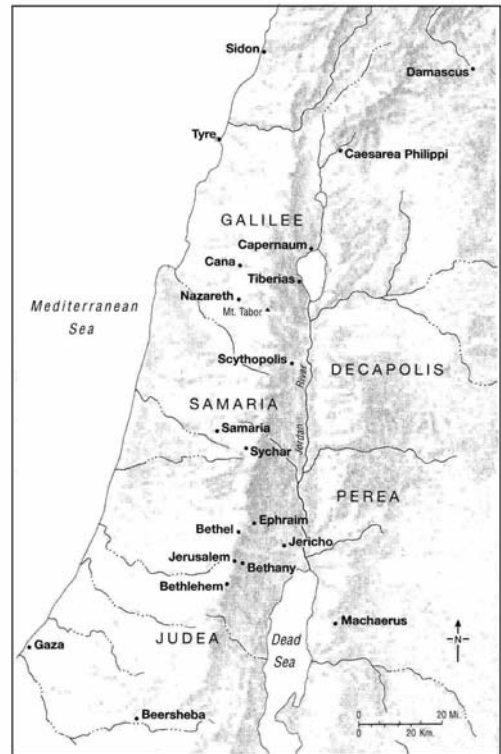 Sidon
Damascus
Tyre
Caesarea Philippi
GALILEE
Capernaum
Cana
Tiberias
Nazareth
Mt. Tabor
Mediterranean
Sea
Scythopolis
River
DECAPOLIS
SAMARIA
Jordan
Samaria
Sychar
PEREA
Ephraim
Bethel
Jericho
Jerusalem
Bethany
Bethlehem
Machaerus
JUDEA
Dead
Sea
Gaza
N
Beersheba
0 20 Mi.
0 20 Km.